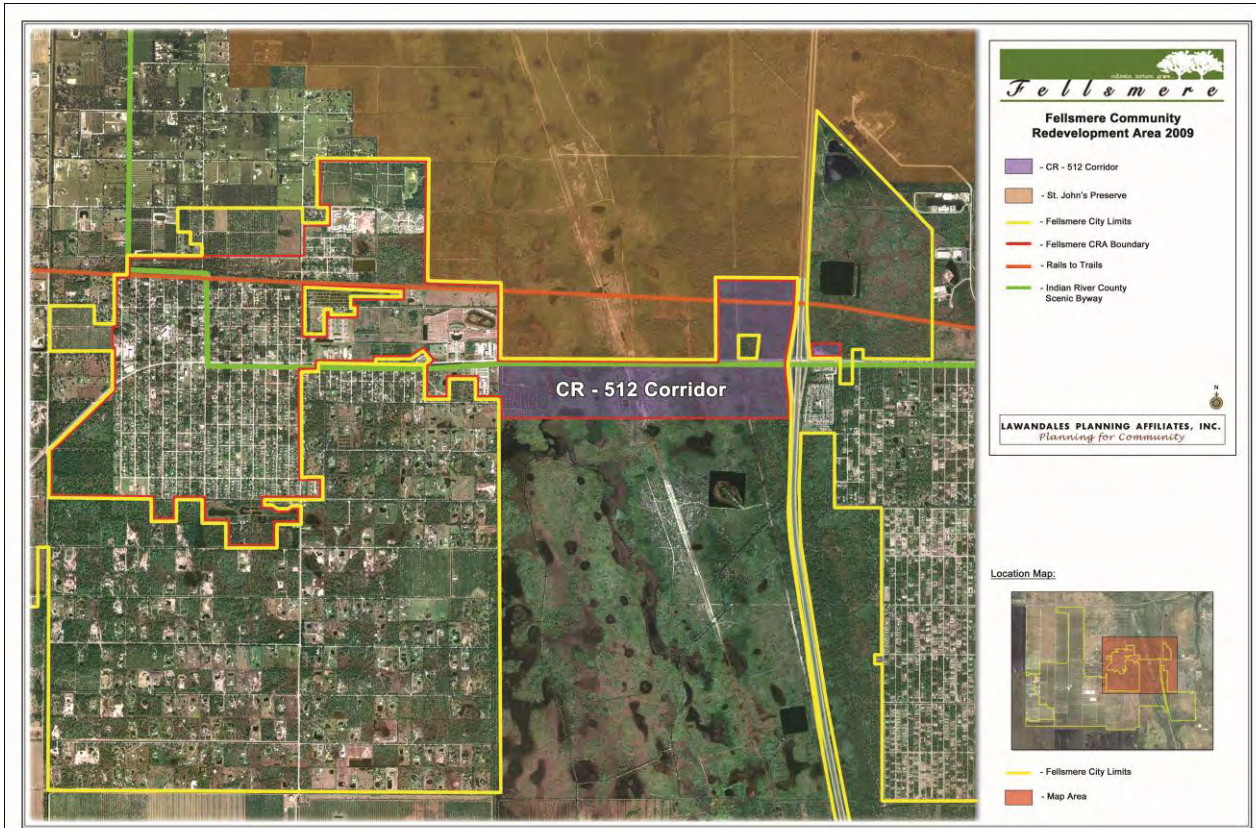 CR - 512 Corridor
Fellsmere
Fellsmere Community
Redevelopment Area 2009
- CR - 512 Corridor
- St. John's Preserve
- Fellsmere City Limits
- Fellsmere CRA Boundary
- Rails to Trails
- Indian River County
Scenic Byway
N
LAWANDALES PLANNING AFFILIATES, INC.
Planning for Community
Location Map:
- Fellsmere City Limits
- Map Area